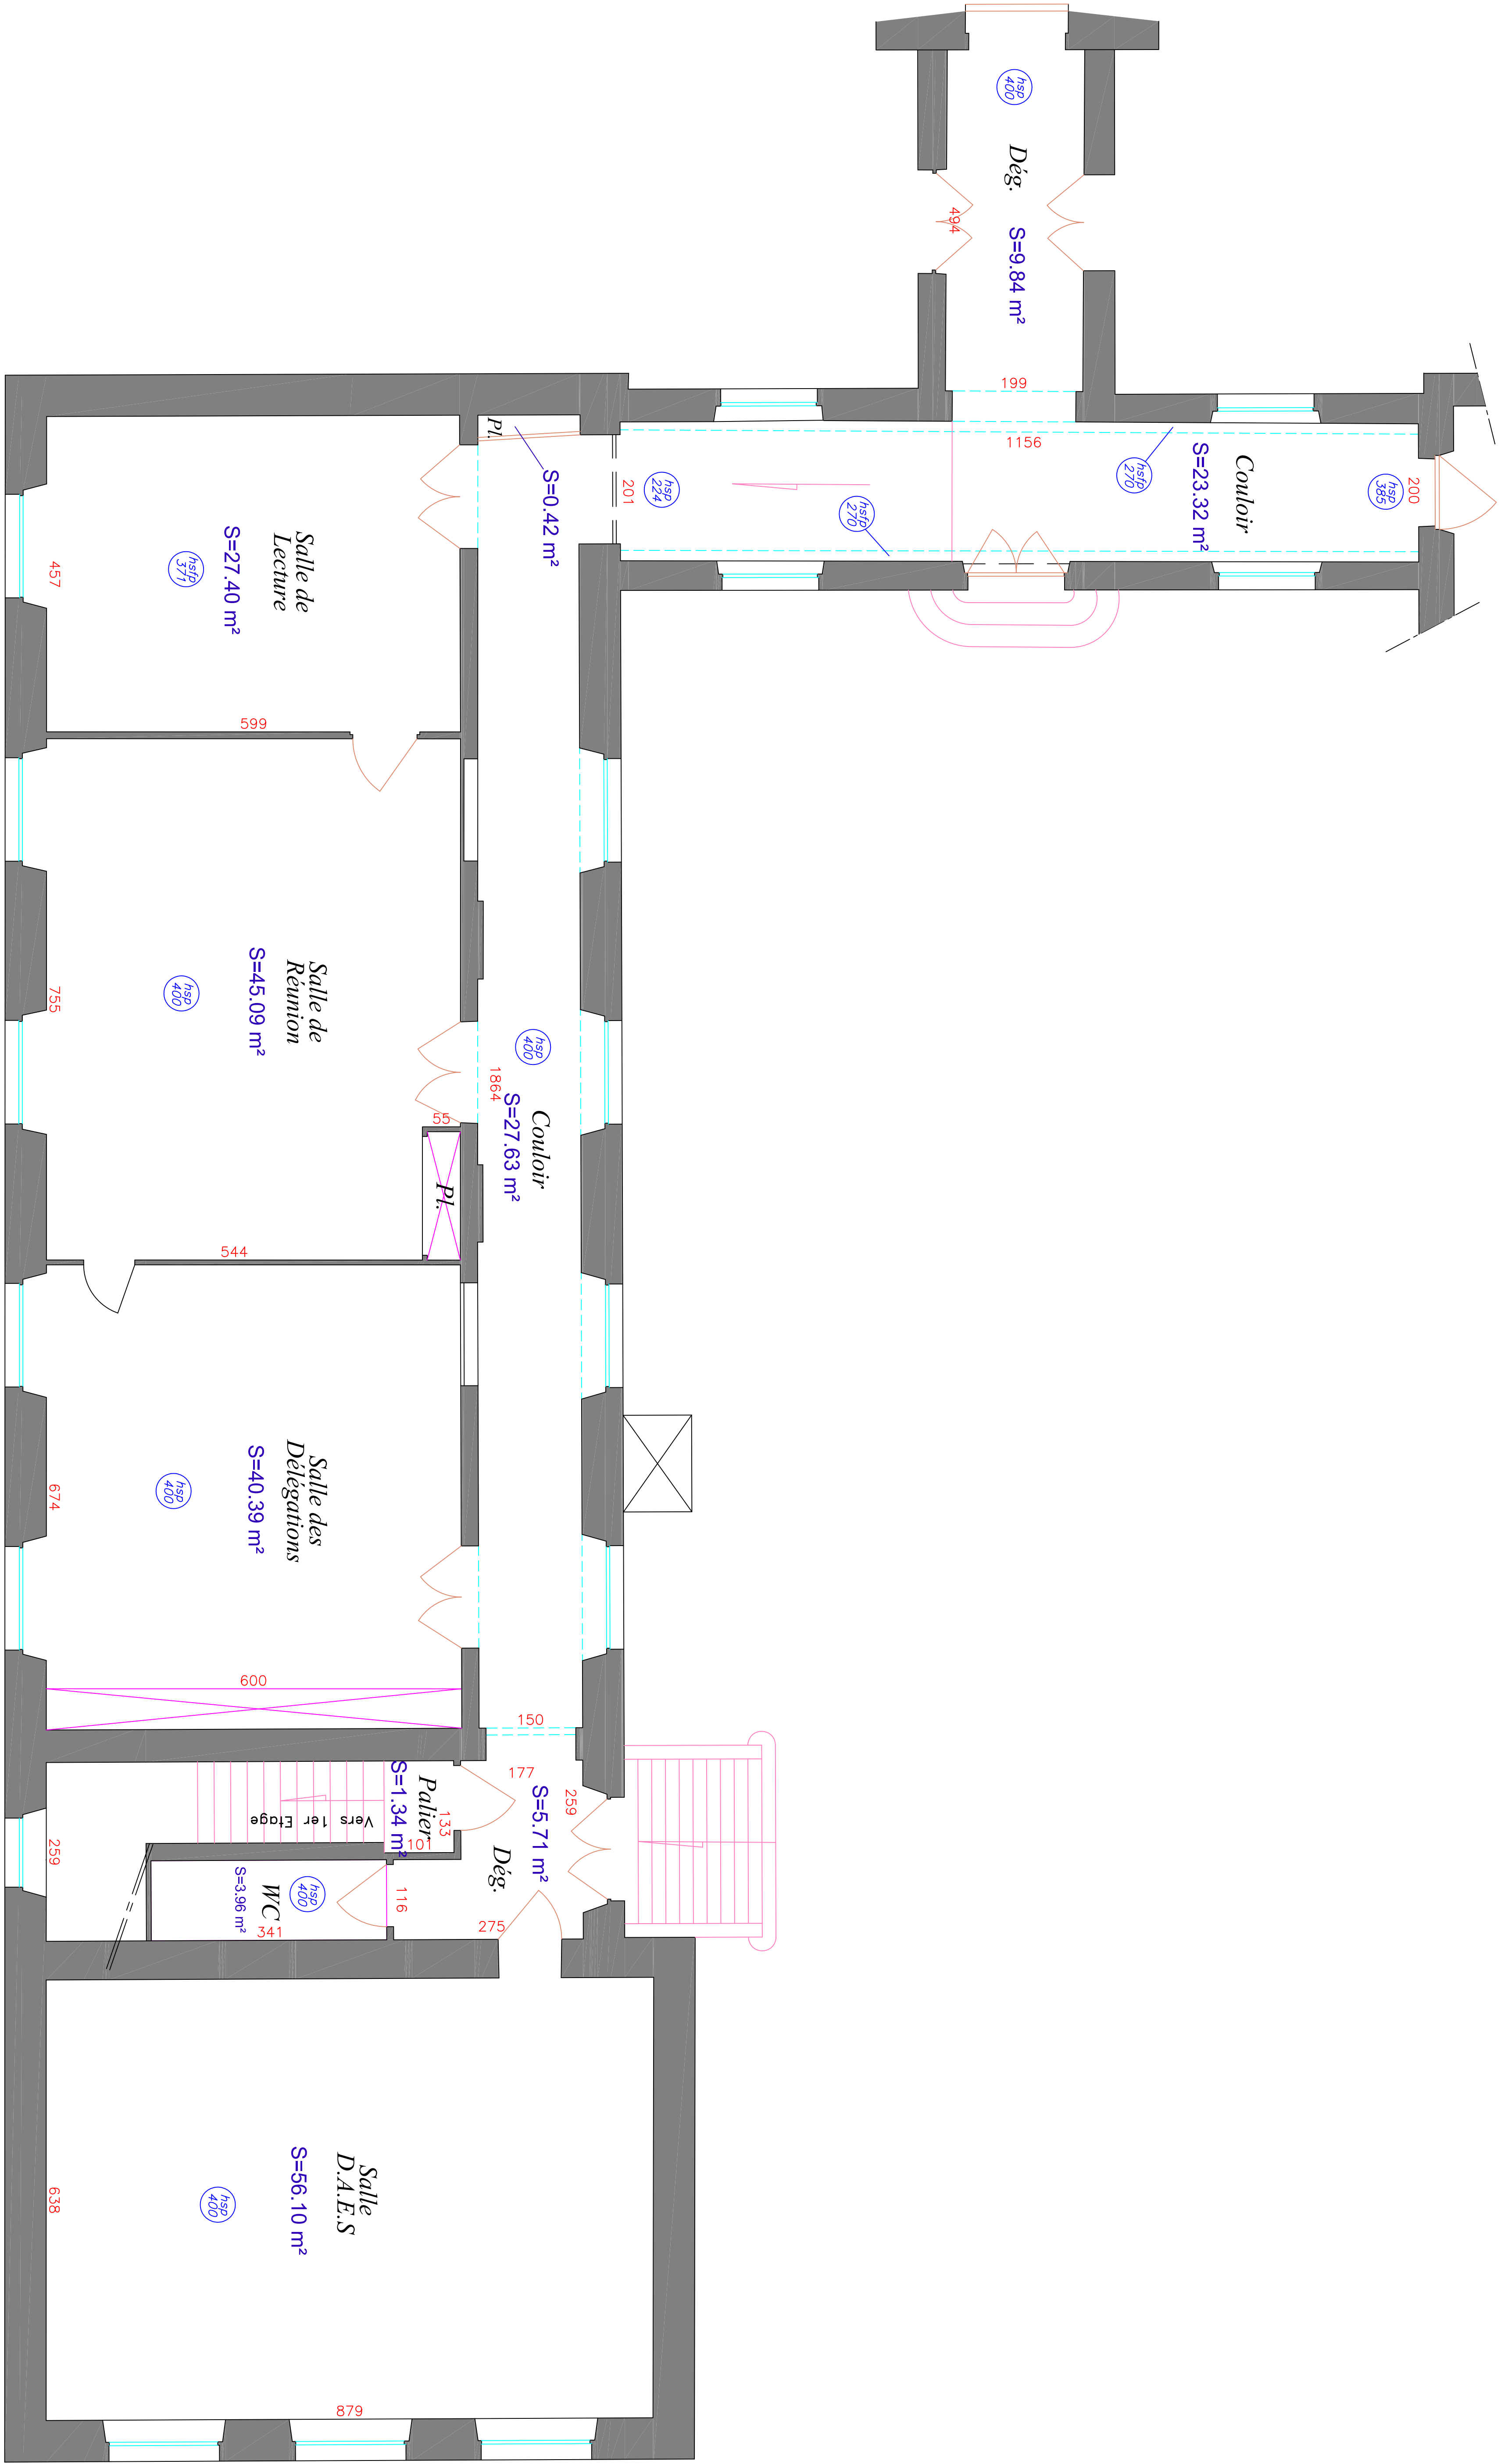 hsp
400
Dég.
S=9.84 m²
494
199
1156
Couloir
S=23.32 m²
hsfp
270
hsp
385
200
hsfp
270
hsp
224
201
Pl.
S=0.42 m²
Salle de
Lecture
S=27.40 m²
hsfp
371
457
599
Salle de
Réunion
S=45.09 m²
hsp
400
755
hsp
400
1864
Couloir
S=27.63 m²
55
Pl.
544
Salle des
Délégations
S=40.39 m²
hsp
400
674
600
150
177
259
S=5.71 m²
Dég.
Palier
S=1.34 m²
133
101
Vers 1er Etage
259
116
275
hsp
400
WC
S=3.96 m²
341
Salle
D.A.E.S
S=56.10 m²
hsp
400
638
879